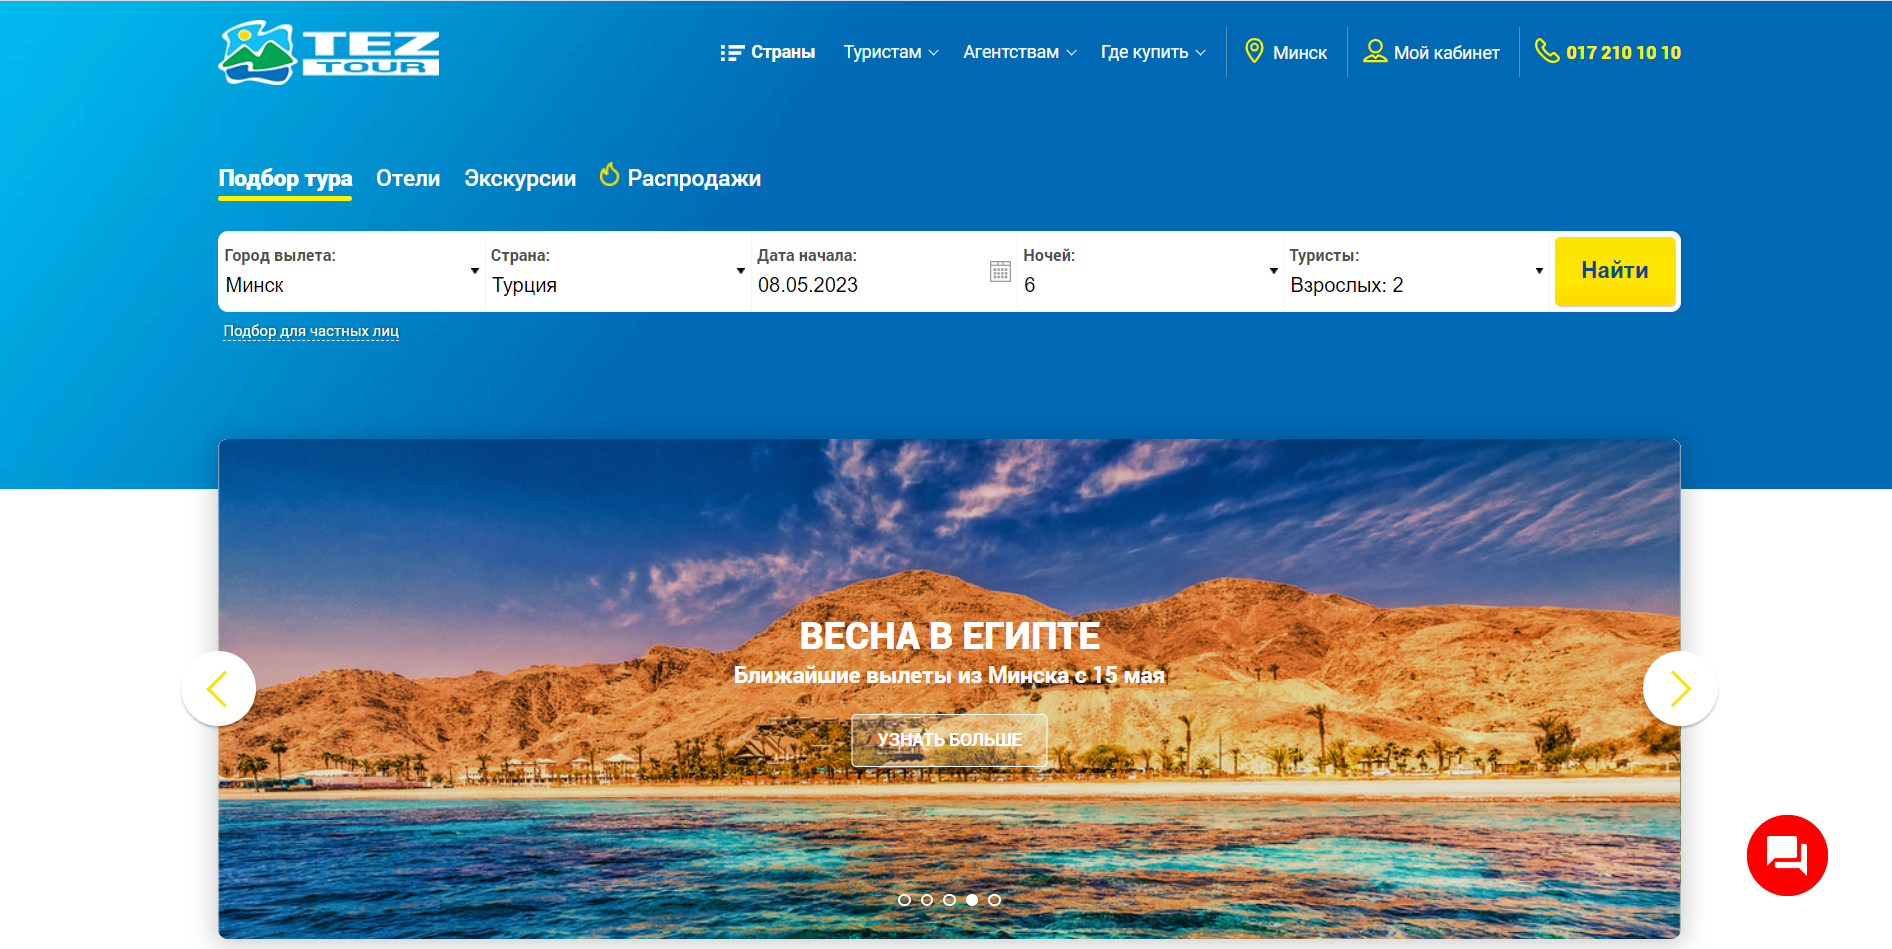 TEZ
TOUR
Страны Туристам Агентствам Где купить Минск Мой кабинет 017 210 10 10
Подбор тура Отели Экскурсии Распродажи
Город вылета: Страна: Дата начала: Ночей: Туристы:
Минск Турция 08.05.2023 6 Взрослых: 2 Найти
Подбор для частных лиц
ВЕСНА В ЕГИПТЕ
Ближайшие вылеты из Минска с 15 мая
УЗНАТЬ БОЛЬШЕ